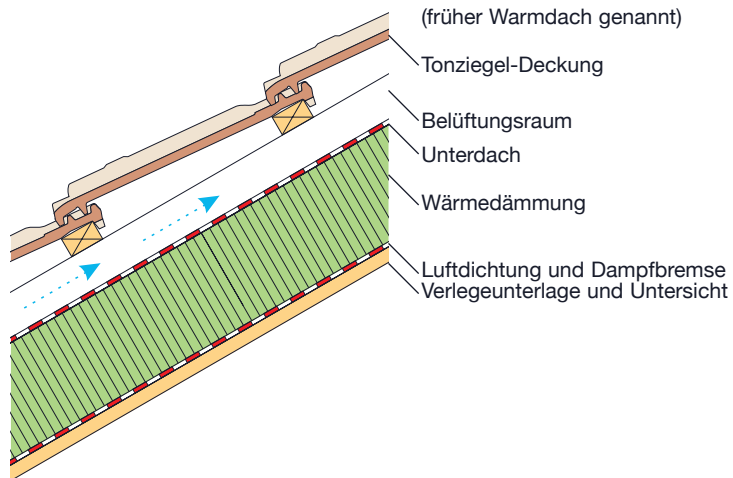 (früher Warmdach genannt)
Tonziegel-Deckung
Belüftungsraum
Unterdach
Wärmedämmung
Luftdichtung und Dampfbremse
Verlegeunterlage und Untersicht